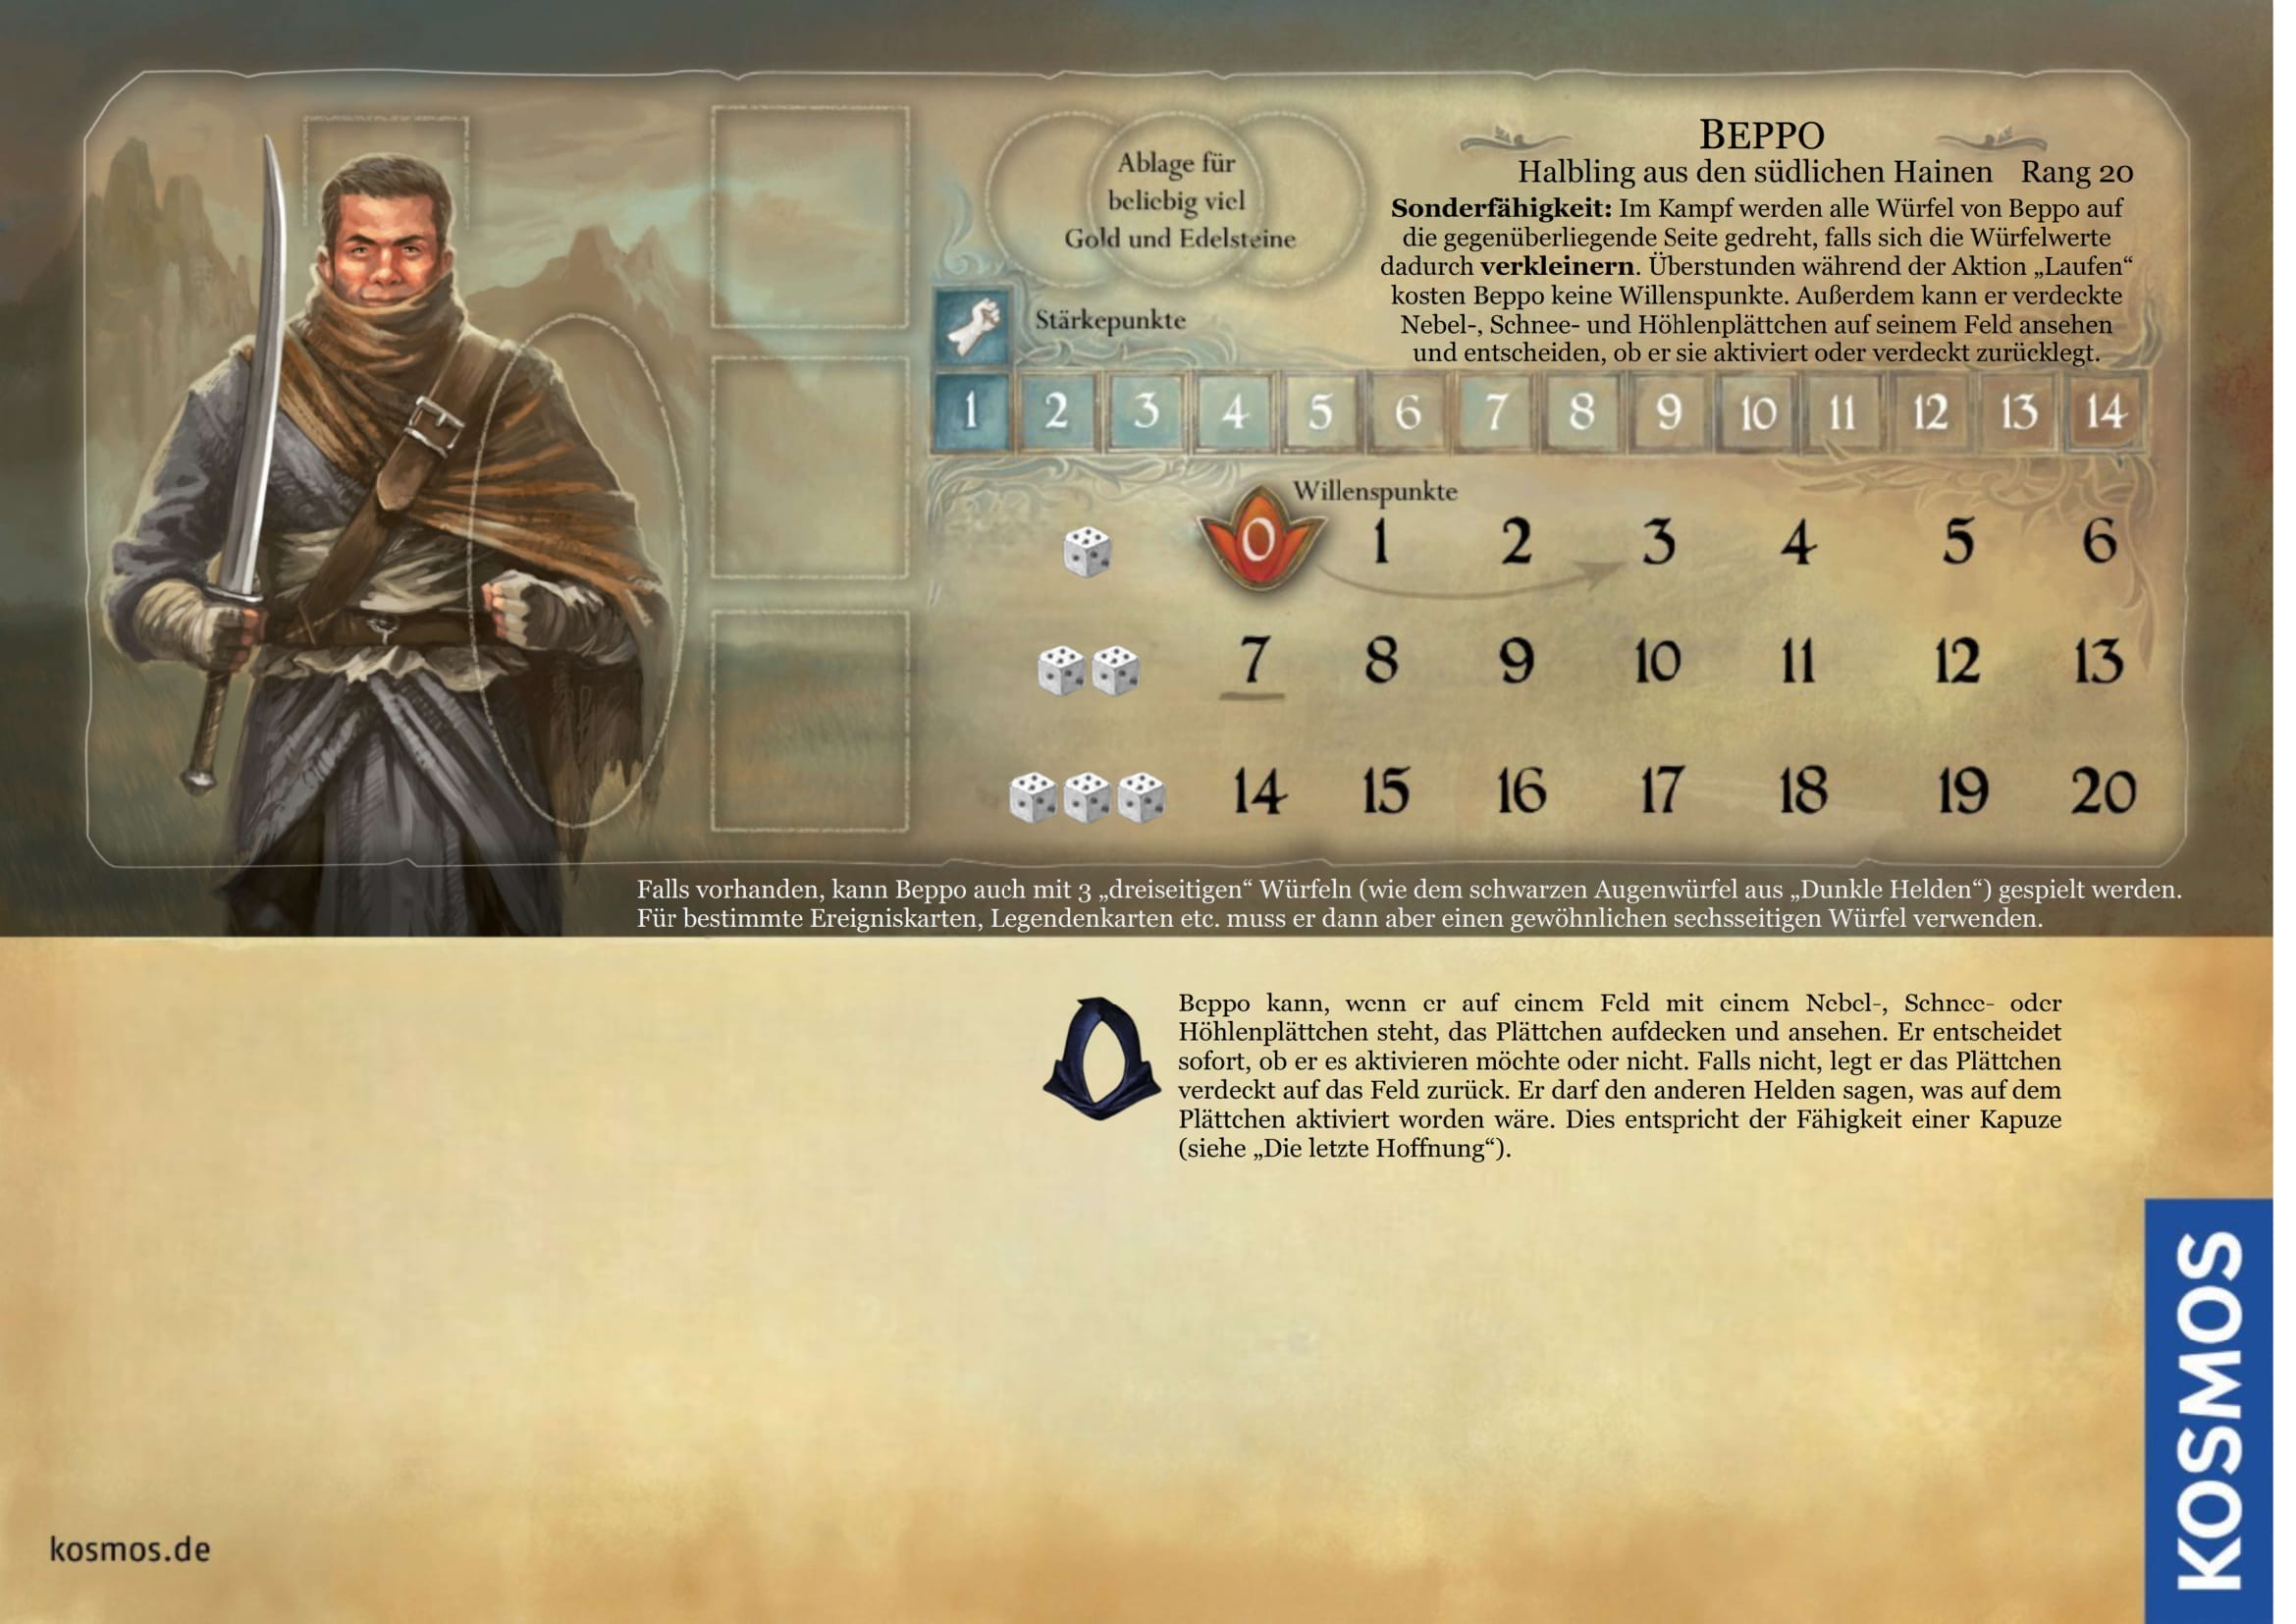 BEPPO
Halbling aus den südlichen Hainen Rang 20
Sonderfähigkeit: Im Kampf werden alle Würfel von Beppo auf
die gegenüberliegende Seite gedreht, falls sich die Würfelwerte
dadurch verkleinern. Überstunden während der Aktion „Laufen“
kosten Beppo keine Willenspunkte. Außerdem kann er verdeckte
Nebel-, Schnee- und Höhlenplättchen auf seinem Feld ansehen
und entscheiden, ob er sie aktiviert oder verdeckt zurücklegt.
Ablage für
beliebig viel
Gold und Edelsteine
Stärkepunkte
1 2 3 4 5 6 7 8 9 10 11 12 13 14
Willenspunkte
0 1 2 3 4 5 6
7 8 9 10 11 12 13
14 15 16 17 18 19 20
Falls vorhanden, kann Beppo auch mit 3 „dreiseitigen“ Würfeln (wie dem schwarzen Augenwürfel aus „Dunkle Helden“) gespielt werden.
Für bestimmte Ereigniskarten, Legendenkarten etc. muss er dann aber einen gewöhnlichen sechsseitigen Würfel verwenden.
Beppo kann, wenn er auf einem Feld mit einem Nebel-, Schnee- oder
Höhlenplättchen steht, das Plättchen aufdecken und ansehen. Er entscheidet
sofort, ob er es aktivieren möchte oder nicht. Falls nicht, legt er das Plättchen
verdeckt auf das Feld zurück. Er darf den anderen Helden sagen, was auf dem
Plättchen aktiviert worden wäre. Dies entspricht der Fähigkeit einer Kapuze
(siehe „Die letzte Hoffnung“).
KOSMOS
kosmos.de